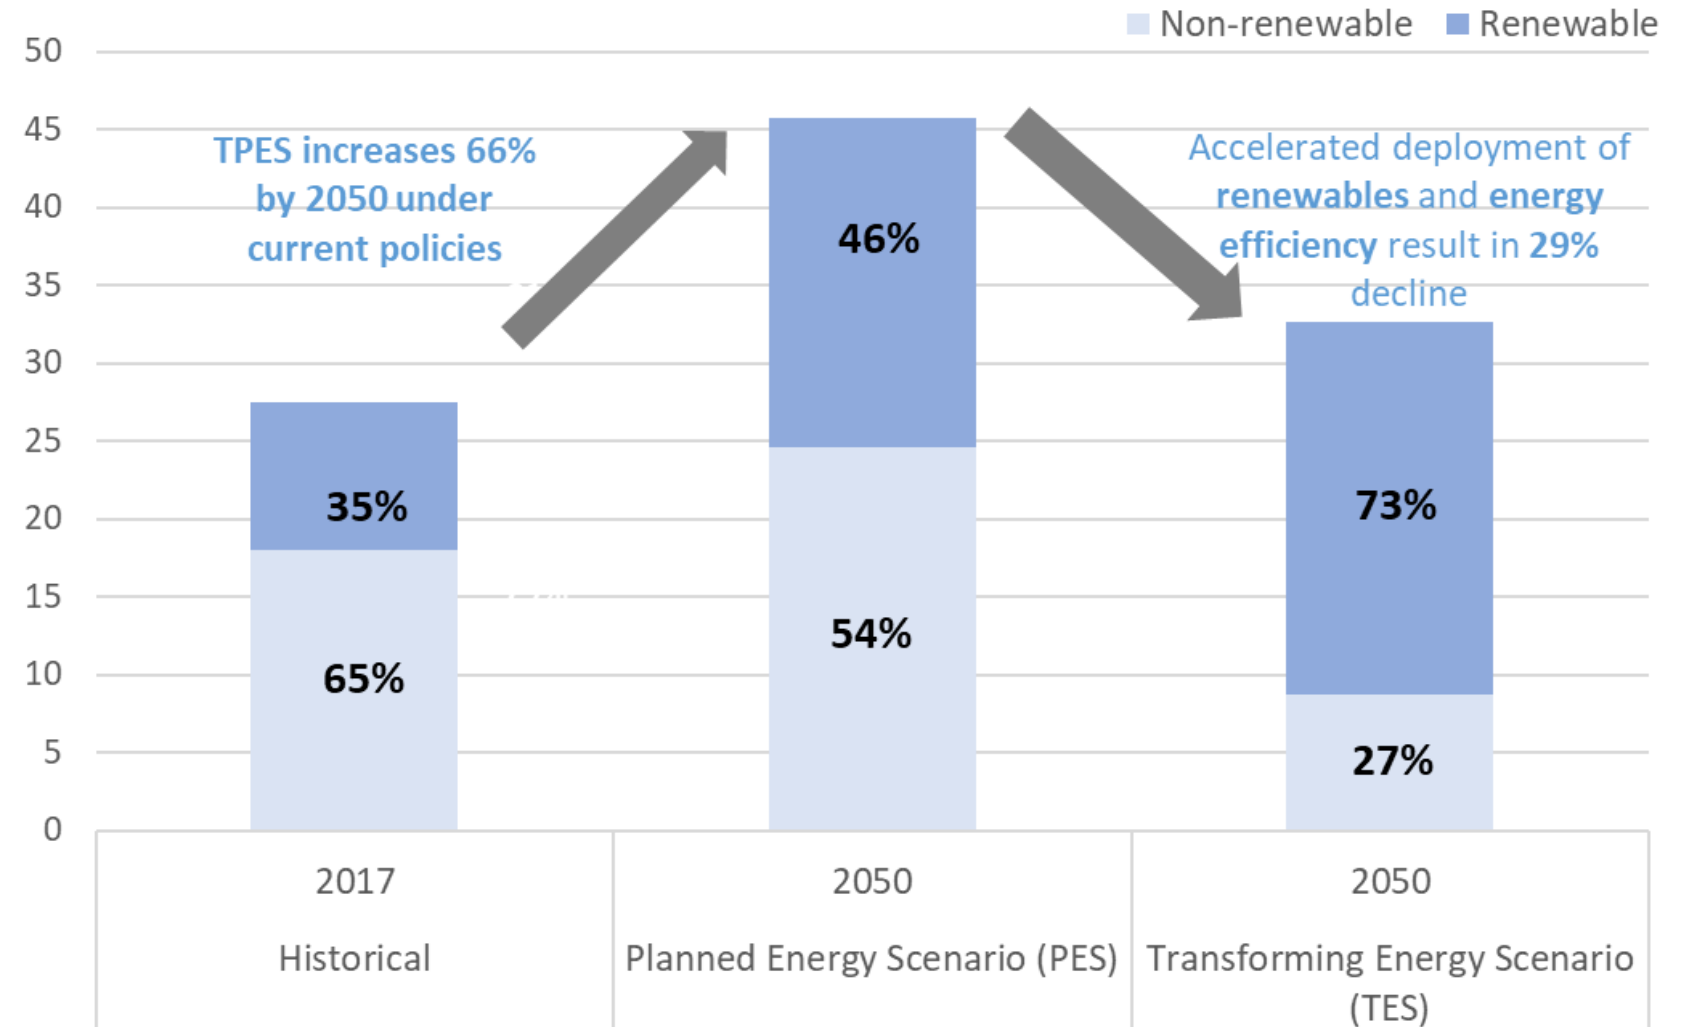 Non-renewable Renewable
50
45
40
35
30
25
20
15
10
5
0
TPES increases 66%
by 2050 under
current policies
Accelerated deployment of
renewables and energy
efficiency result in 29%
decline
35%
65%
46%
54%
73%
27%
2017
Historical
2050
Planned Energy Scenario (PES)
2050
Transforming Energy Scenario
(TES)